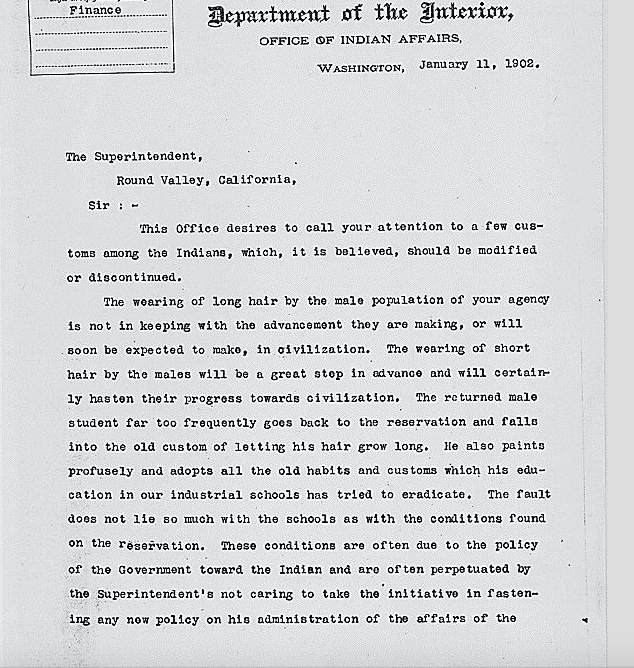 Finance
Department of the Interior,
OFFICE OF INDIAN AFFAIRS,
WASHINGTON, January 11, 1902.
The Superintendent,
Round Valley, California,
Sir : -
This Office desires to call your attention to a few cus-
toms among the Indians, which, it is believed, should be modified
or discontinued.
The wearing of long hair by the male population of your agency
is not in keeping with the advancement they are making, or will
soon be expected to make, in civilization. The wearing of short
hair by the males will be a great step in advance and will certain-
ly hasten their progress towards civilization. The returned male
student far too frequently goes back to the reservation and falls
into the old custom of letting his hair grow long. He also paints
profusely and adopts all the old habits and customs which his edu-
cation in our industrial schools has tried to eradicate. The fault
does not lie so much with the schools as with the conditions found
on the reservation. These conditions are often due to the policy
of the Government toward the Indian and are often perpetuated by
the Superintendent's not caring to take the initiative in fasten-
ing any new policy on his administration of the affairs of the